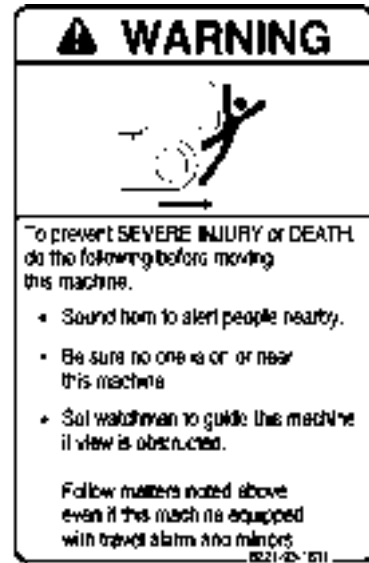 WARNING
To prevent SEVERE INJURY or DEATH,
do the following before moving
this machine.
• Sound horn to alert people nearby.
• Be sure no one is on or near
this machine
• Set watchman to guide this machine
if view is obstructed.
Follow matters noted above
even if this machine equipped
with travel alarm and mirrors